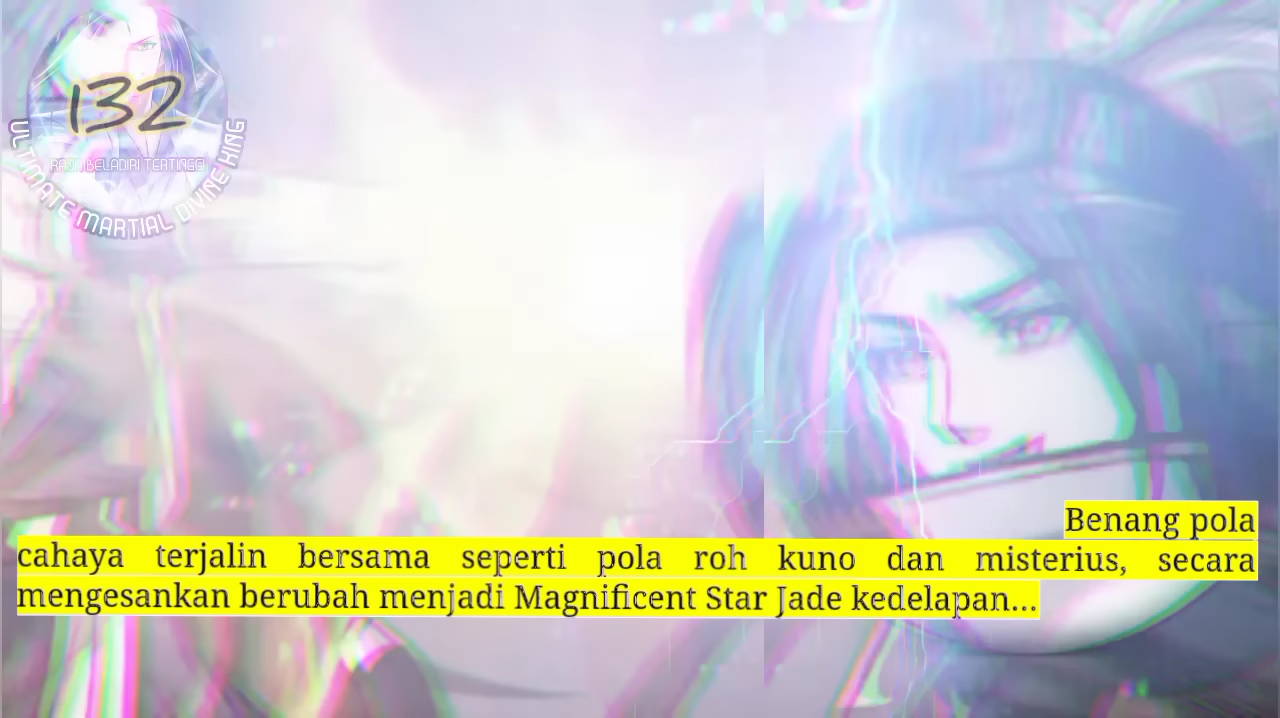 132
RAJA BELADIRI TERTINGGI
ULTIMATE MARTIAL DIVINE KING
Benang pola
cahaya terjalin bersama seperti pola roh kuno dan misterius, secara
mengesankan berubah menjadi Magnificent Star Jade kedelapan...